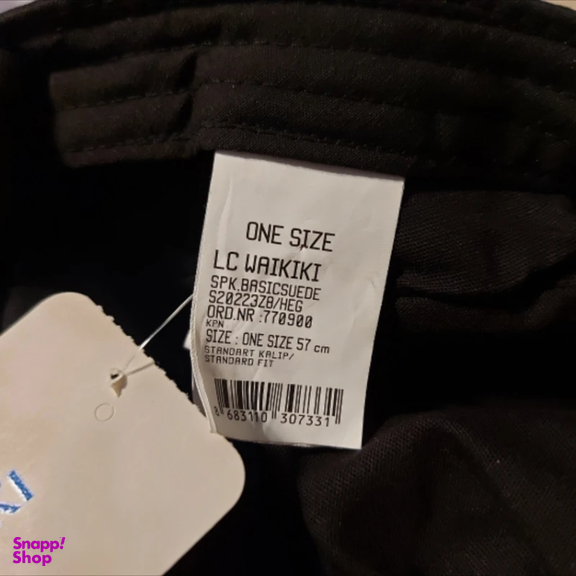 ONE SIZE
LC WAIKIKI
SPK.BASICSUEDE
S20223Z8/HEG
ORD.NR :770900
KPN
SIZE : ONE SIZE 57 cm
STANDART KALIP/
STANDARD FIT
8 683110 307331
Snapp!
Shop